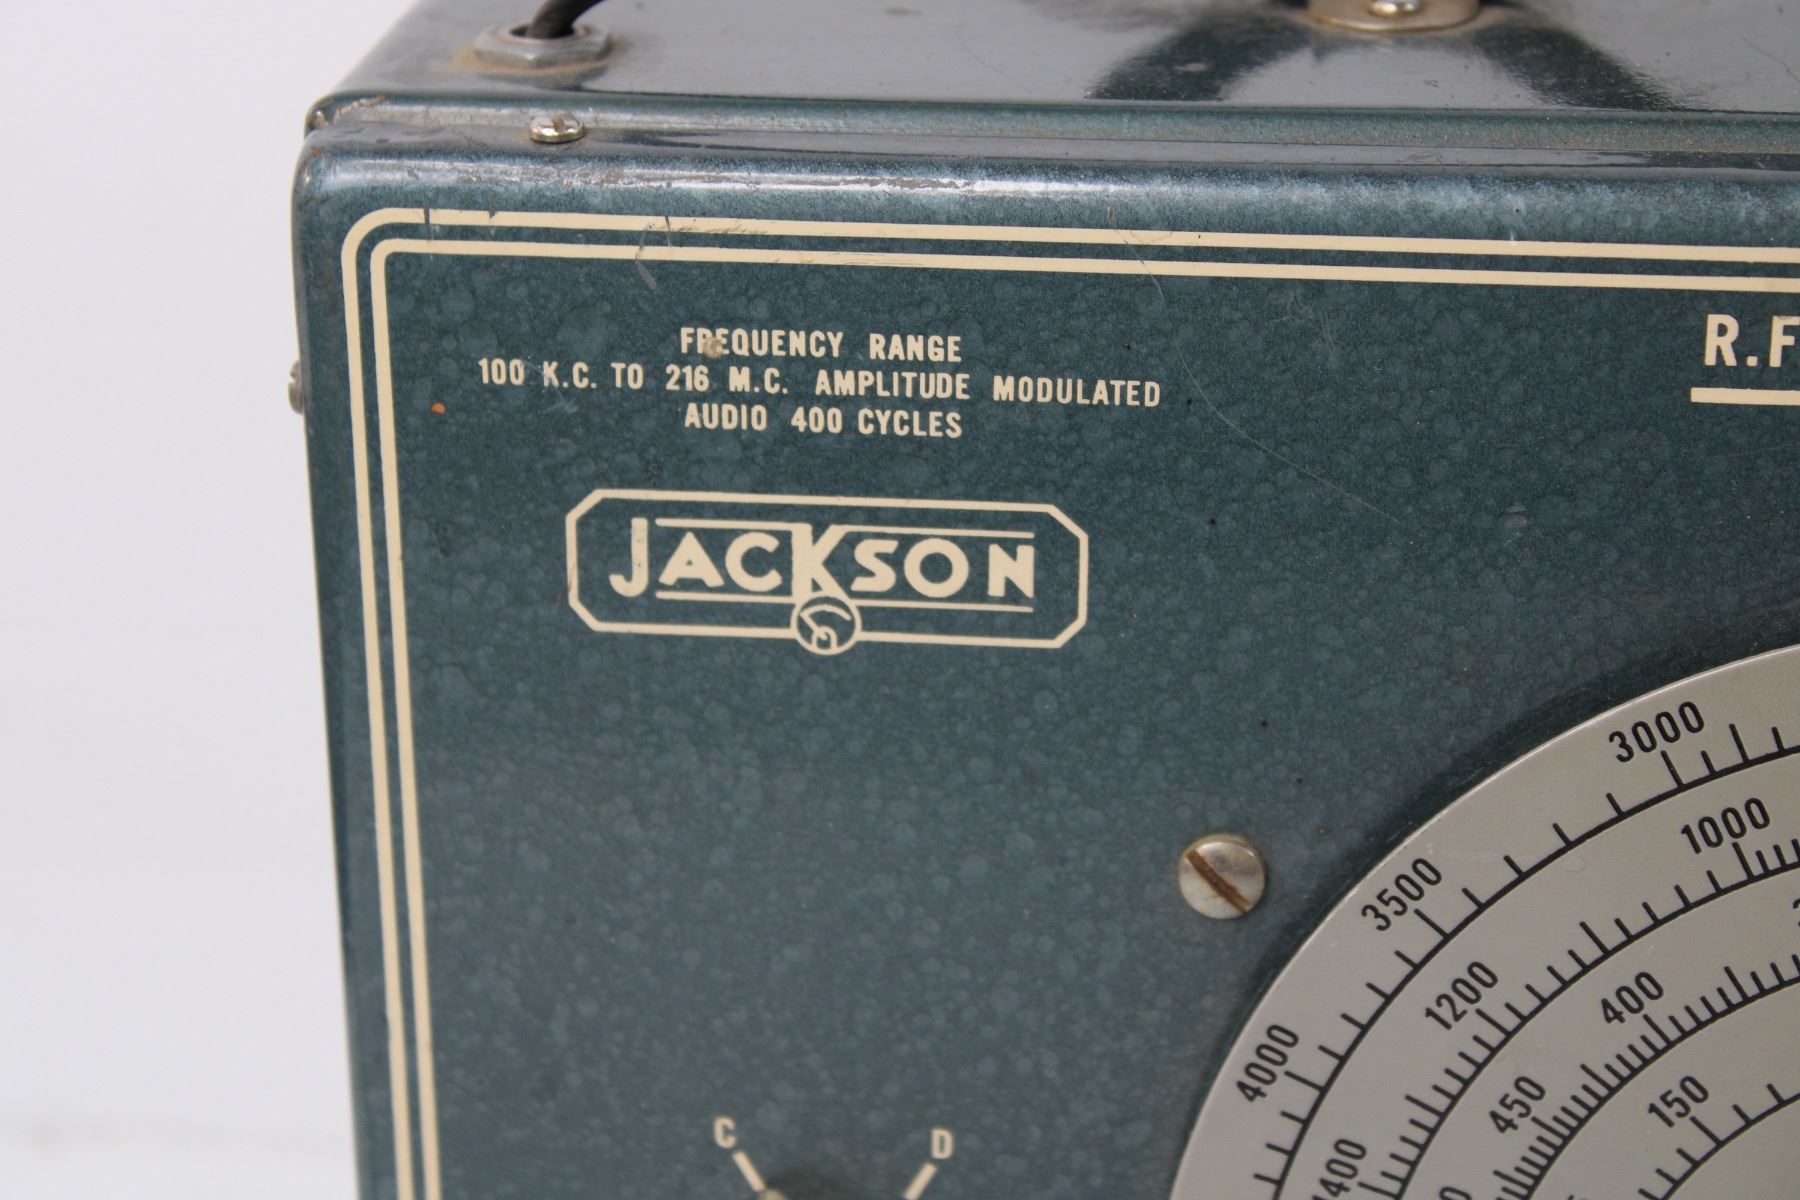 FREQUENCY RANGE
100 K.C. TO 216 M.C. AMPLITUDE MODULATED
AUDIO 400 CYCLES
R.F
JACKSON
3000
1000
3500
1200
400
4000
450
150
1400
C
D